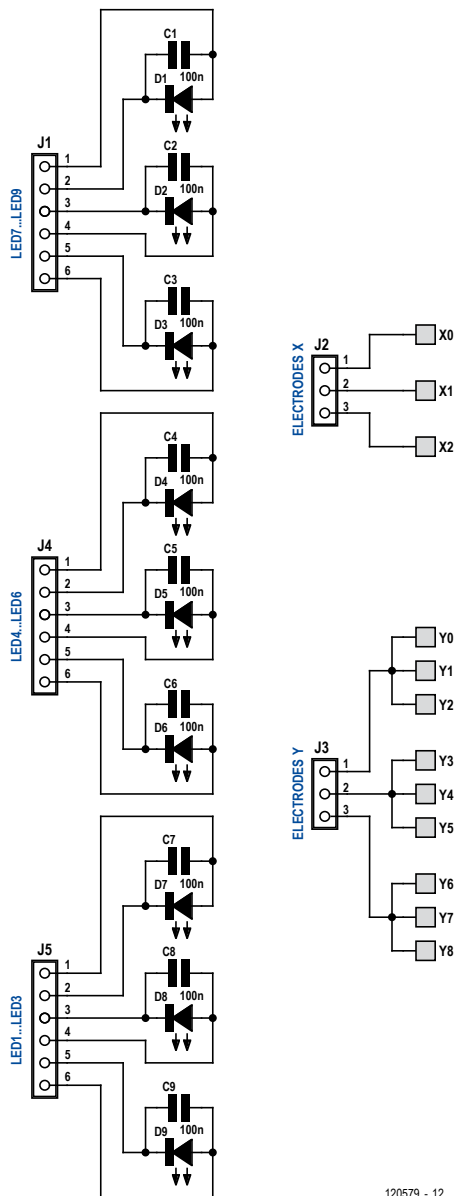 C1
D1 100n
J1
LED7...LED9
1
2
3
4
5
6
C2
D2 100n
C3
D3 100n
J2
ELECTRODES X
1
2
3
X0
X1
X2
C4
D4 100n
J4
LED4...LED6
1
2
3
4
5
6
C5
D5 100n
C6
D6 100n
J3
ELECTRODES Y
1
2
3
Y0
Y1
Y2
Y3
Y4
Y5
Y6
Y7
Y8
C7
D7 100n
J5
LED1...LED3
1
2
3
4
5
6
C8
D8 100n
C9
D9 100n
120579 - 12